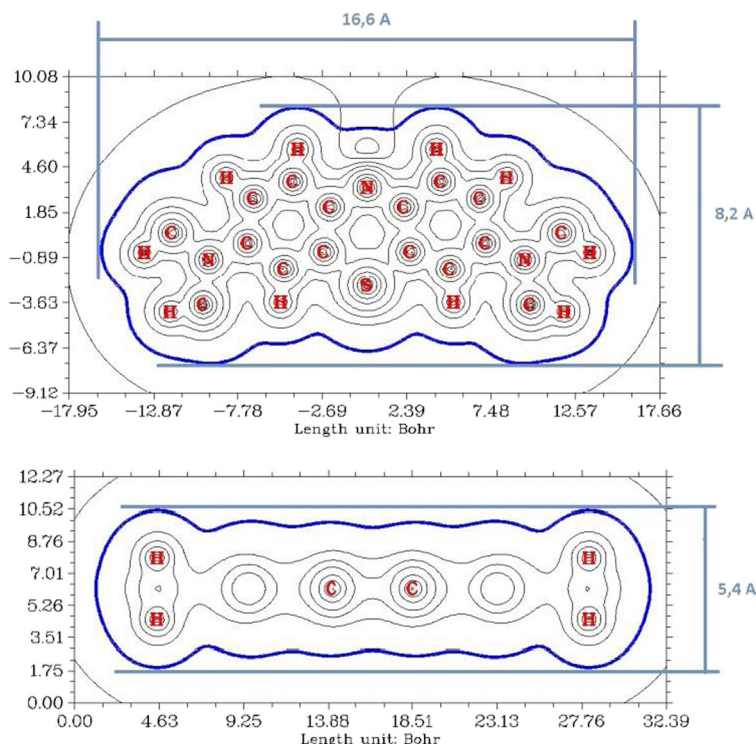 16,6 A
10.08
7.34
H H
4.60
H C N C H
C C C C
1.85
8,2 A
C C C C
H C C H
−0.89
N C C N
S
−3.63
C H H C
H H
−6.37
−9.12
−17.95 −13.87 −7.78 −2.69 2.39 7.48 12.57 17.66
Length unit: Bohr
12.27
10.52
8.76
H H
7.01
C C
5,4 A
5.26
H H
3.51
1.75
0.00
0.00 4.63 9.25 13.88 18.51 23.13 27.76 32.39
Length unit: Bohr